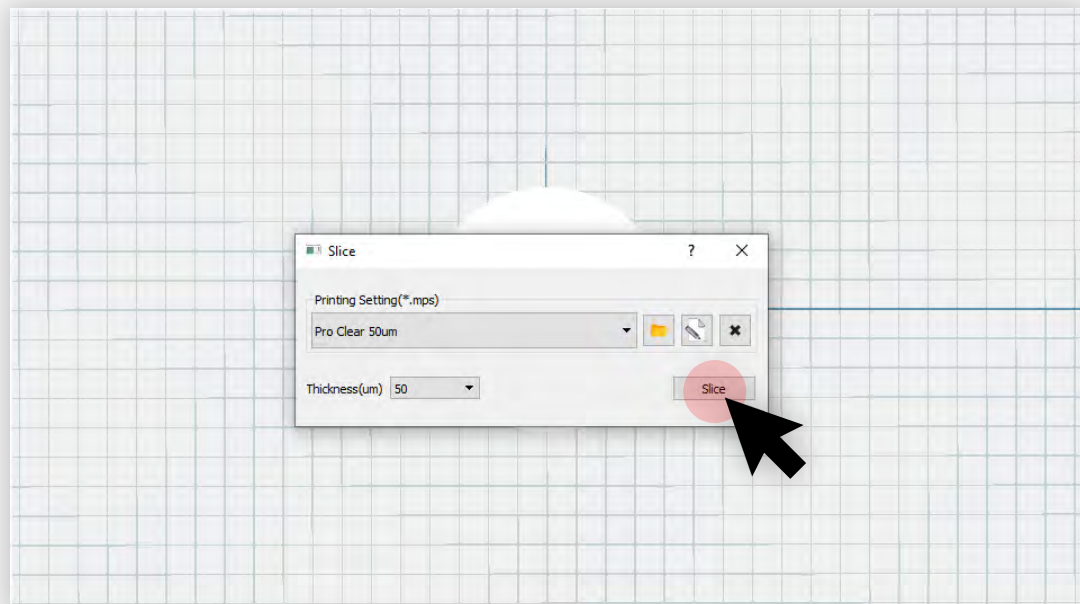 Slice
?
Printing Setting(*.mps)
Pro Clear 50um
Thickness(um) 50
Slice